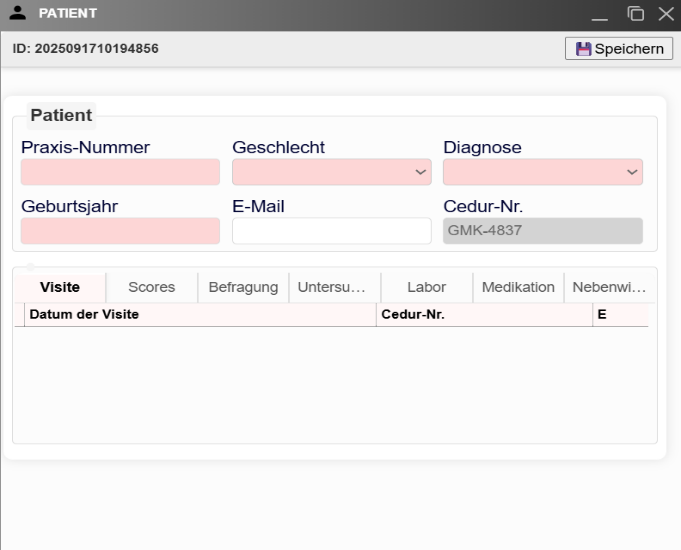 PATIENT
ID: 2025091710194856
Speichern
Patient
Praxis-Nummer Geschlecht Diagnose
Geburtsjahr E-Mail Cedur-Nr.
GMK-4837
Visite Scores Befragung Untersu… Labor Medikation Nebenwi…
Datum der Visite Cedur-Nr. E